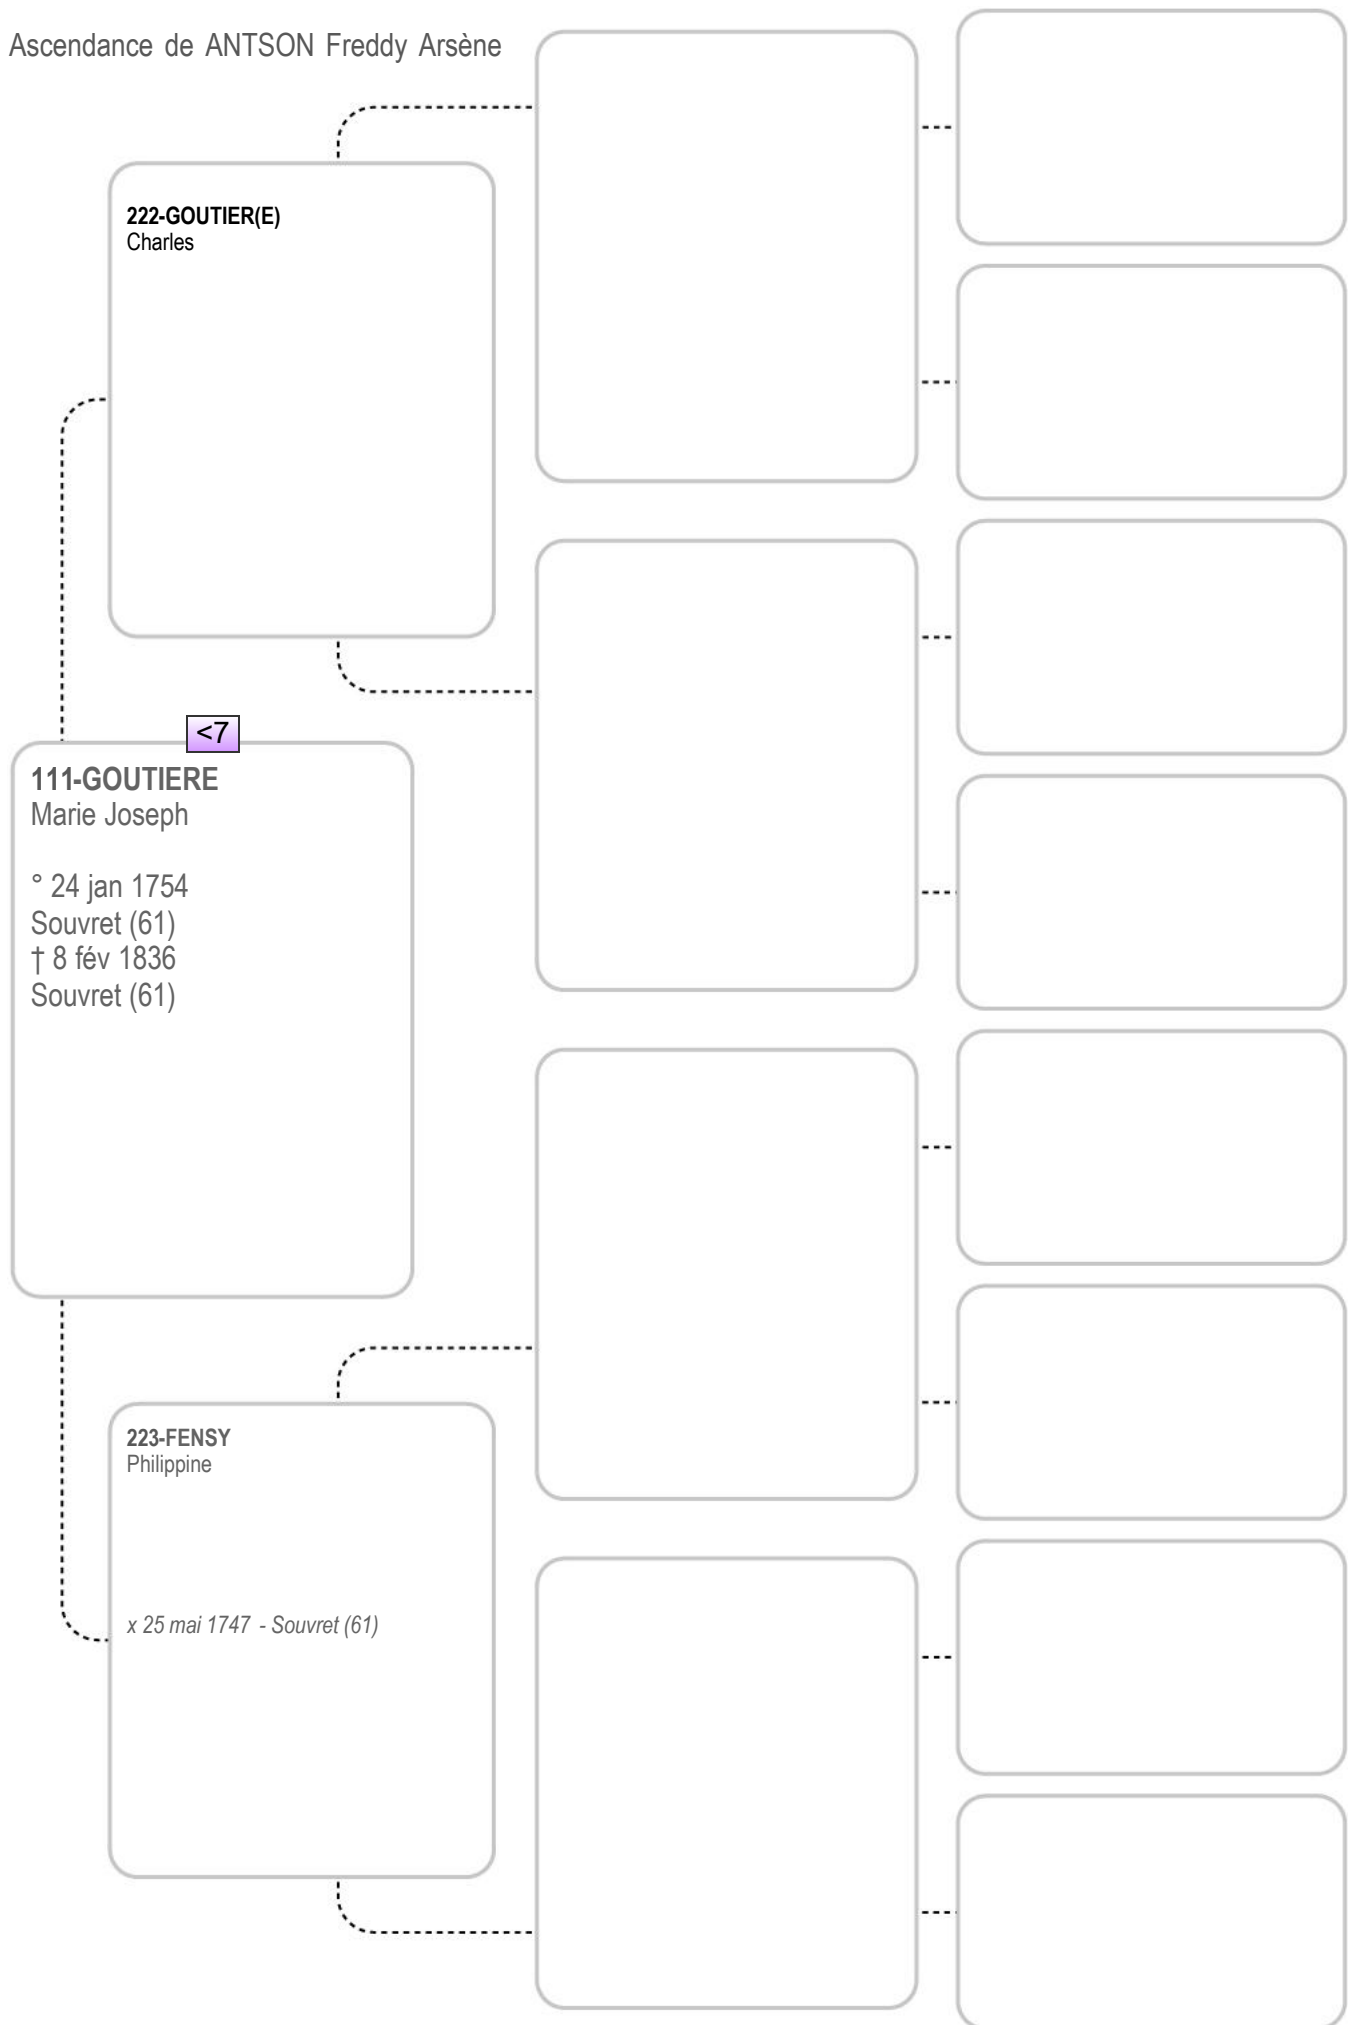 Ascendance de ANTSON Freddy Arsène
222-GOUTIER(E)
Charles
<7
111-GOUTIERE
Marie Joseph
° 24 jan 1754
Souvret (61)
† 8 fév 1836
Souvret (61)
223-FENSY
Philippine
x 25 mai 1747 - Souvret (61)